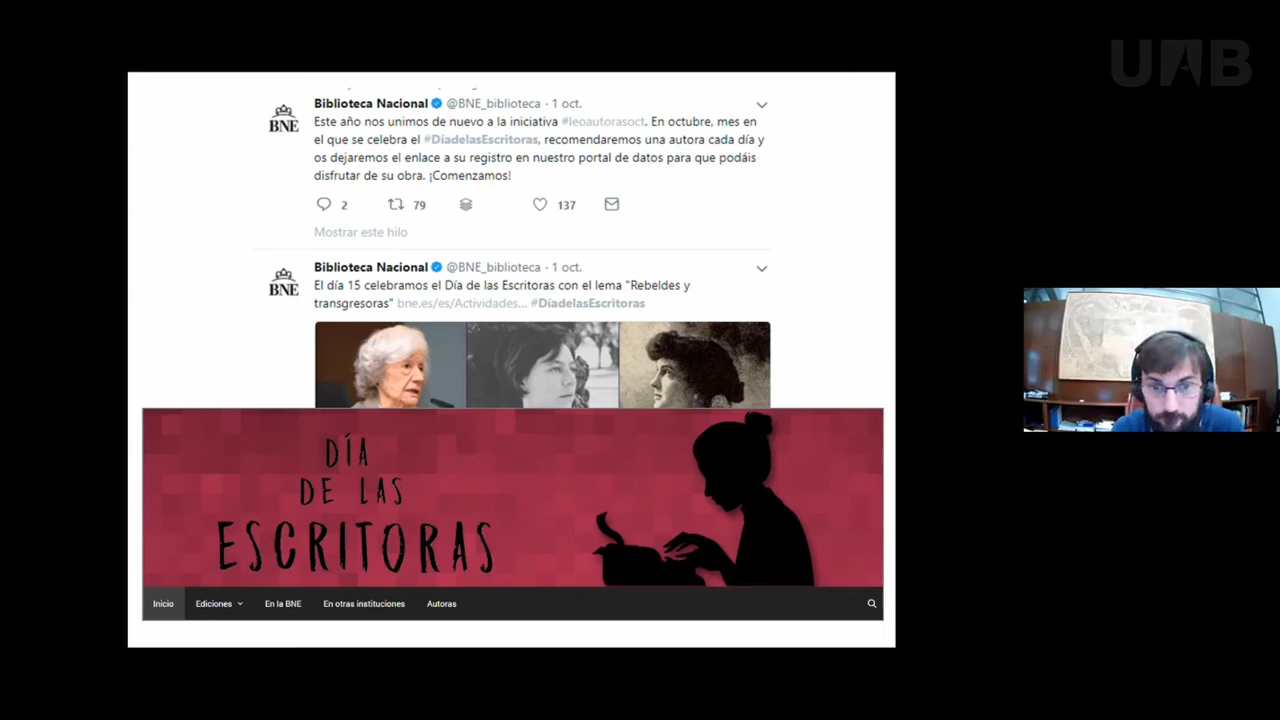 UAB
Biblioteca Nacional @BNE_biblioteca · 1 oct.
Este año nos unimos de nuevo a la iniciativa #leoautorasoct. En octubre, mes en
el que se celebra el #DíadelasEscritoras, recomendaremos una autora cada día y
os dejaremos el enlace a su registro en nuestro portal de datos para que podáis
disfrutar de su obra. ¡Comenzamos!
BNE
2 79 137
Mostrar este hilo
Biblioteca Nacional @BNE_biblioteca · 1 oct.
El día 15 celebramos el Día de las Escritoras con el lema "Rebeldes y
transgresoras" bne.es/es/Actividades... #DíadelasEscritoras
BNE
DÍA
DE LAS
ESCRITORAS
Inicio Ediciones En la BNE En otras instituciones Autoras